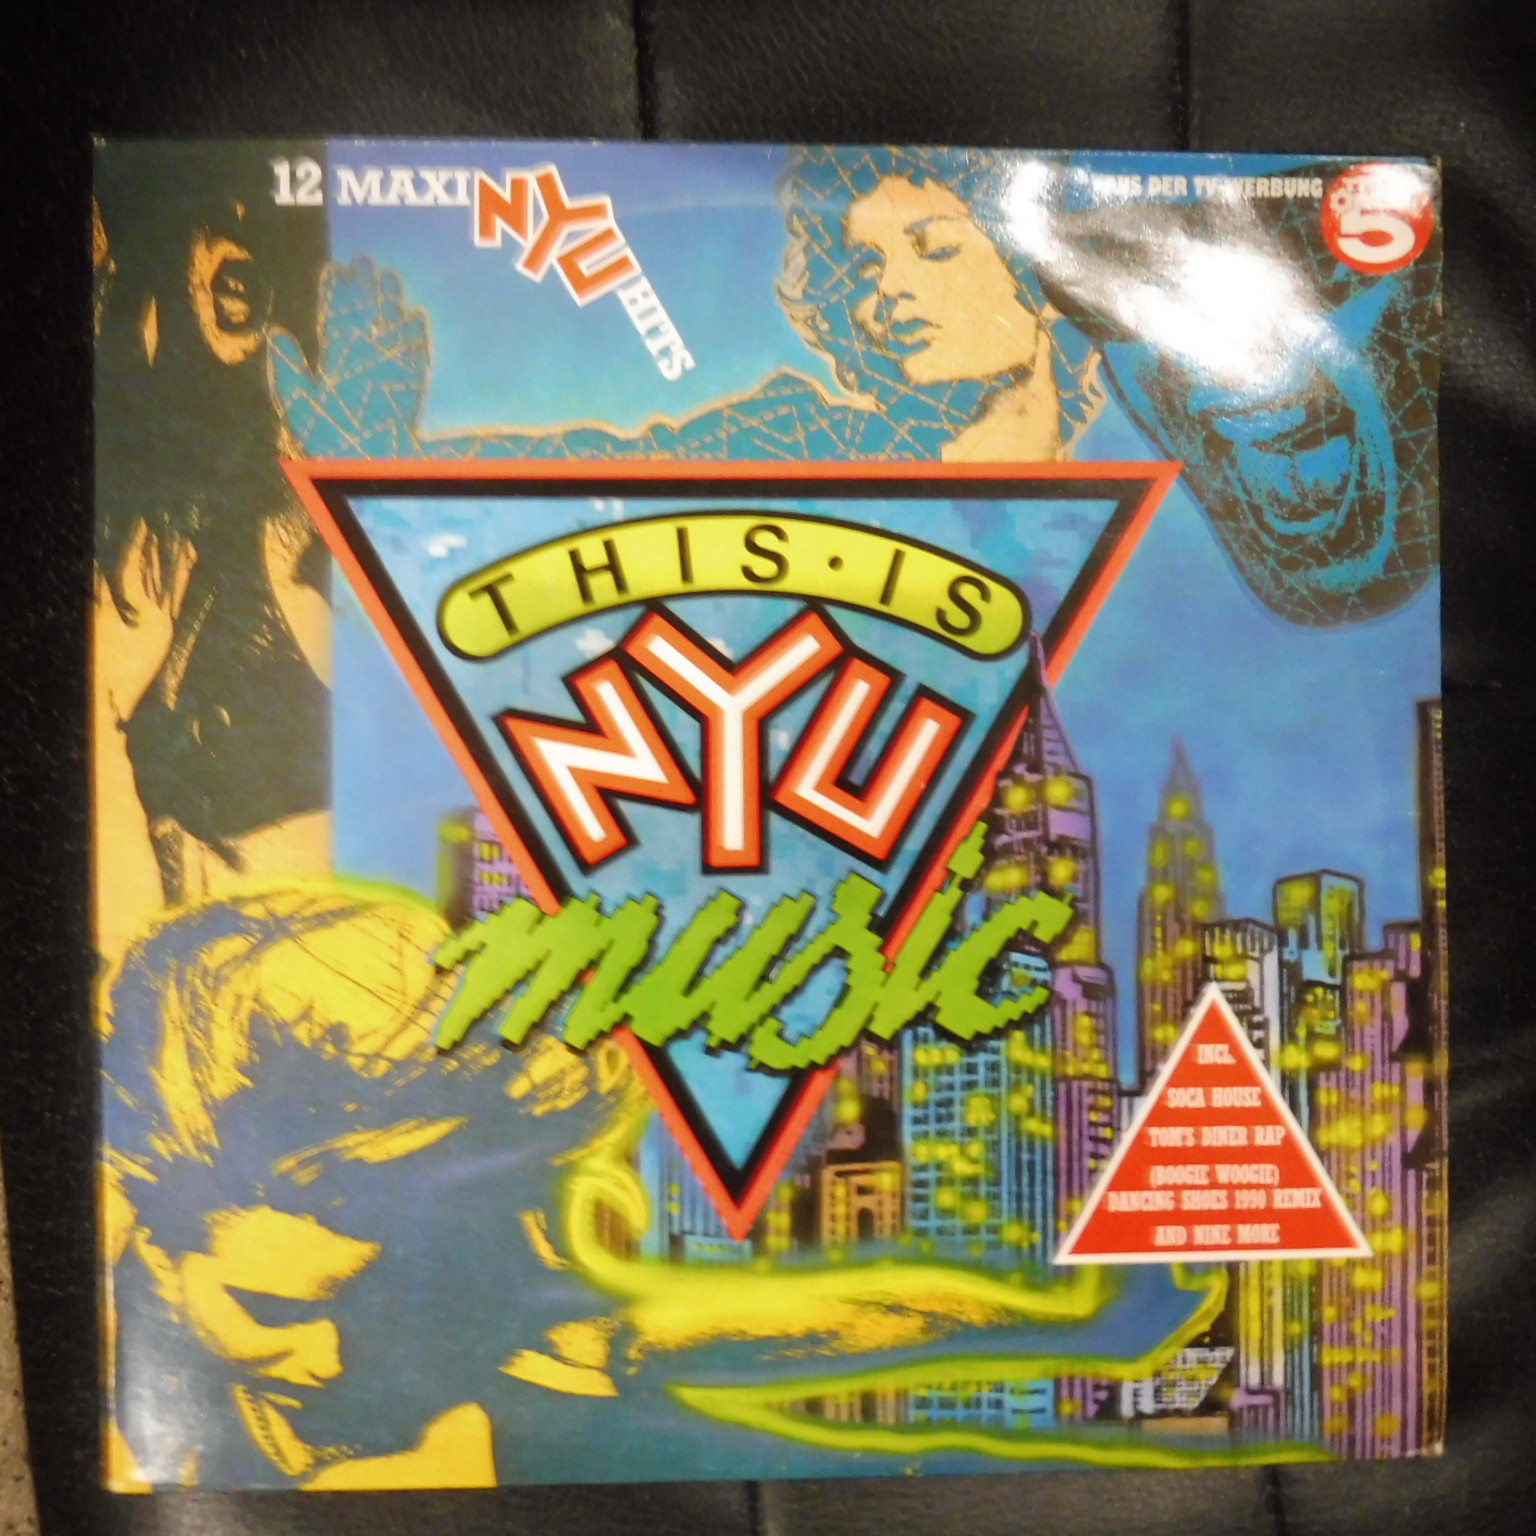 12 MAXI NYU HITS
AUS DER TV-WERBUNG
5
THIS·IS
NYU
music
INCL.
SOCA HOUSE
TOM'S DINER RAP
(BOOGIE WOOGIE)
DANCING SHOES 1990 REMIX
AND NINE MORE